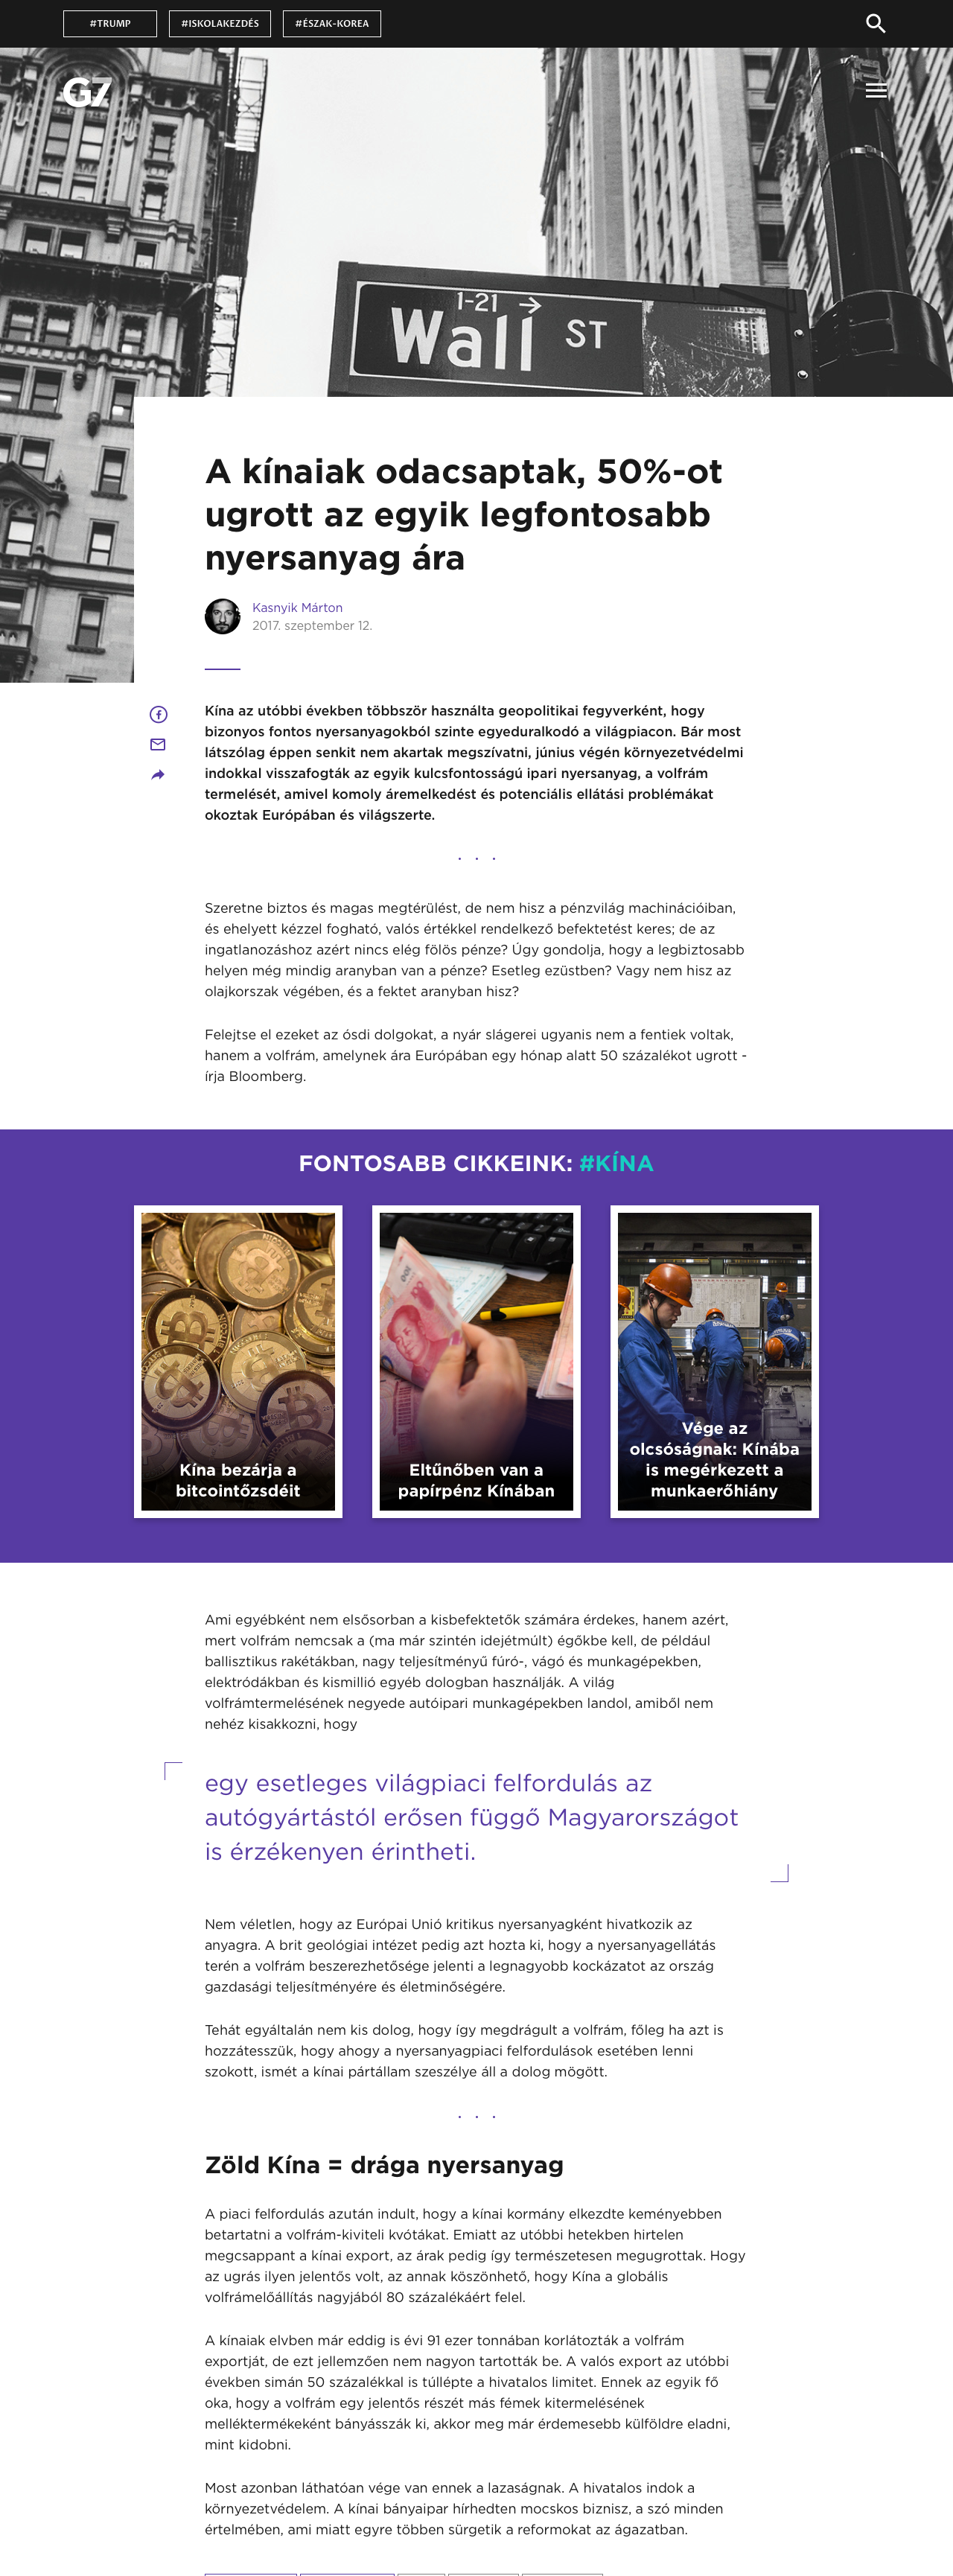 #TRUMP
#ISKOLAKEZDÉS
#ÉSZAK-KOREA
G7
1-21 →
Wall ST
A kínaiak odacsaptak, 50%-ot
ugrott az egyik legfontosabb
nyersanyag ára
Kasnyik Márton
2017. szeptember 12.
Kína az utóbbi években többször használta geopolitikai fegyverként, hogy
bizonyos fontos nyersanyagokból szinte egyeduralkodó a világpiacon. Bár most
látszólag éppen senkit nem akartak megszívatni, június végén környezetvédelmi
indokkal visszafogták az egyik kulcsfontosságú ipari nyersanyag, a volfrám
termelését, amivel komoly áremelkedést és potenciális ellátási problémákat
okoztak Európában és világszerte.
. . .
Szeretne biztos és magas megtérülést, de nem hisz a pénzvilág machinációiban,
és ehelyett kézzel fogható, valós értékkel rendelkező befektetést keres; de az
ingatlanozáshoz azért nincs elég fölös pénze? Úgy gondolja, hogy a legbiztosabb
helyen még mindig aranyban van a pénze? Esetleg ezüstben? Vagy nem hisz az
olajkorszak végében, és a fektet aranyban hisz?
Felejtse el ezeket az ósdi dolgokat, a nyár slágerei ugyanis nem a fentiek voltak,
hanem a volfrám, amelynek ára Európában egy hónap alatt 50 százalékot ugrott -
írja Bloomberg.
FONTOSABB CIKKEINK: #KÍNA
Kína bezárja a
bitcointőzsdéit
Eltűnőben van a
papírpénz Kínában
Vége az
olcsóságnak: Kínába
is megérkezett a
munkaerőhiány
Ami egyébként nem elsősorban a kisbefektetők számára érdekes, hanem azért,
mert volfrám nemcsak a (ma már szintén idejétmúlt) égőkbe kell, de például
ballisztikus rakétákban, nagy teljesítményű fúró-, vágó és munkagépekben,
elektródákban és kismillió egyéb dologban használják. A világ
volfrámtermelésének negyede autóipari munkagépekben landol, amiből nem
nehéz kisakkozni, hogy
egy esetleges világpiaci felfordulás az
autógyártástól erősen függő Magyarországot
is érzékenyen érintheti.
Nem véletlen, hogy az Európai Unió kritikus nyersanyagként hivatkozik az
anyagra. A brit geológiai intézet pedig azt hozta ki, hogy a nyersanyagellátás
terén a volfrám beszerezhetősége jelenti a legnagyobb kockázatot az ország
gazdasági teljesítményére és életminőségére.
Tehát egyáltalán nem kis dolog, hogy így megdrágult a volfrám, főleg ha azt is
hozzátesszük, hogy ahogy a nyersanyagpiaci felfordulások esetében lenni
szokott, ismét a kínai pártállam szeszélye áll a dolog mögött.
. . .
Zöld Kína = drága nyersanyag
A piaci felfordulás azután indult, hogy a kínai kormány elkezdte keményebben
betartatni a volfrám-kiviteli kvótákat. Emiatt az utóbbi hetekben hirtelen
megcsappant a kínai export, az árak pedig így természetesen megugrottak. Hogy
az ugrás ilyen jelentős volt, az annak köszönhető, hogy Kína a globális
volfrámelőállítás nagyjából 80 százalékáért felel.
A kínaiak elvben már eddig is évi 91 ezer tonnában korlátozták a volfrám
exportját, de ezt jellemzően nem nagyon tartották be. A valós export az utóbbi
években simán 50 százalékkal is túllépte a hivatalos limitet. Ennek az egyik fő
oka, hogy a volfrám egy jelentős részét más fémek kitermelésének
melléktermékeként bányásszák ki, akkor meg már érdemesebb külföldre eladni,
mint kidobni.
Most azonban láthatóan vége van ennek a lazaságnak. A hivatalos indok a
környezetvédelem. A kínai bányaipar hírhedten mocskos biznisz, a szó minden
értelmében, ami miatt egyre többen sürgetik a reformokat az ágazatban.